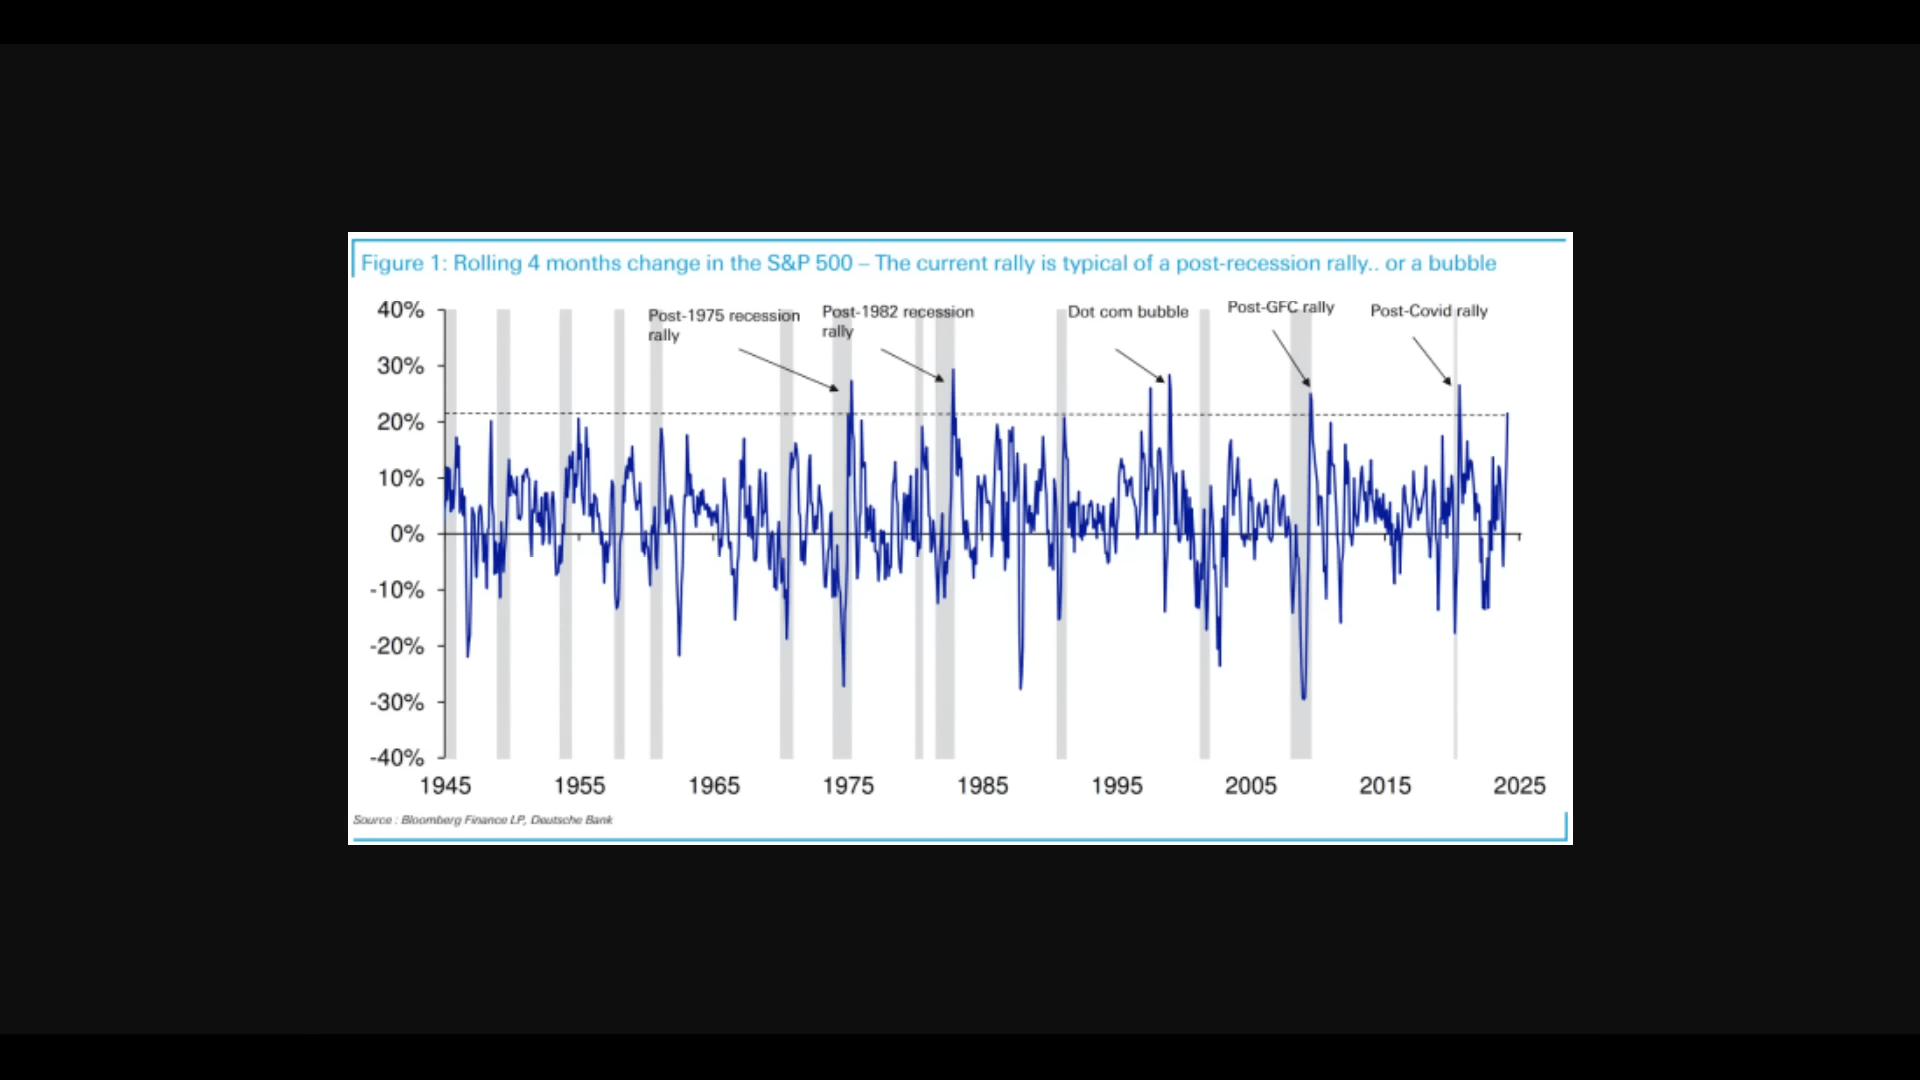 Figure 1: Rolling 4 months change in the S&P 500 – The current rally is typical of a post-recession rally.. or a bubble
40%
30%
20%
10%
0%
-10%
-20%
-30%
-40%
Post-1975 recession
rally
Post-1982 recession
rally
Dot com bubble
Post-GFC rally
Post-Covid rally
1945 1955 1965 1975 1985 1995 2005 2015 2025
Source : Bloomberg Finance LP, Deutsche Bank